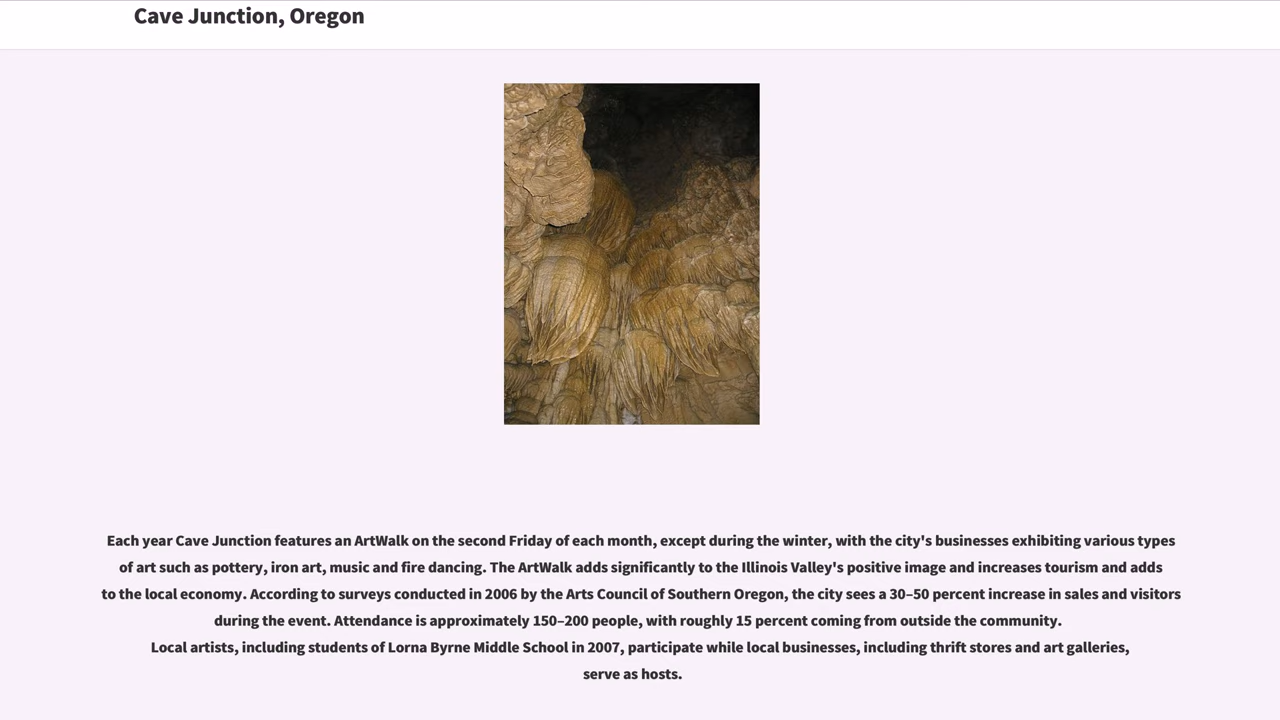 Cave Junction, Oregon
Each year Cave Junction features an ArtWalk on the second Friday of each month, except during the winter, with the city's businesses exhibiting various types
of art such as pottery, iron art, music and fire dancing. The ArtWalk adds significantly to the Illinois Valley's positive image and increases tourism and adds
to the local economy. According to surveys conducted in 2006 by the Arts Council of Southern Oregon, the city sees a 30–50 percent increase in sales and visitors
during the event. Attendance is approximately 150–200 people, with roughly 15 percent coming from outside the community.
Local artists, including students of Lorna Byrne Middle School in 2007, participate while local businesses, including thrift stores and art galleries,
serve as hosts.